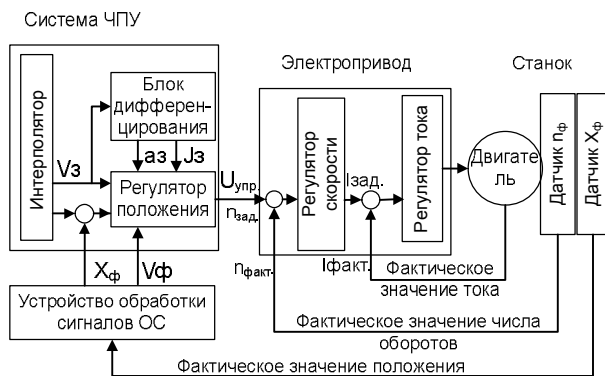 Система ЧПУ
Электропривод
Станок
Интерполятор
Блок
дифферен-
цирования
Vз
aз
Jз
Регулятор
положения
Uупр.
nзад.
Регулятор
скорости
Iзад.
Регулятор тока
Двигате
ль
Датчик nф
Датчик Xф
Xф
Vф
nфакт.
Iфакт.
Фактическое
значение тока
Устройство обработки
сигналов ОС
Фактическое значение числа
оборотов
Фактическое значение положения